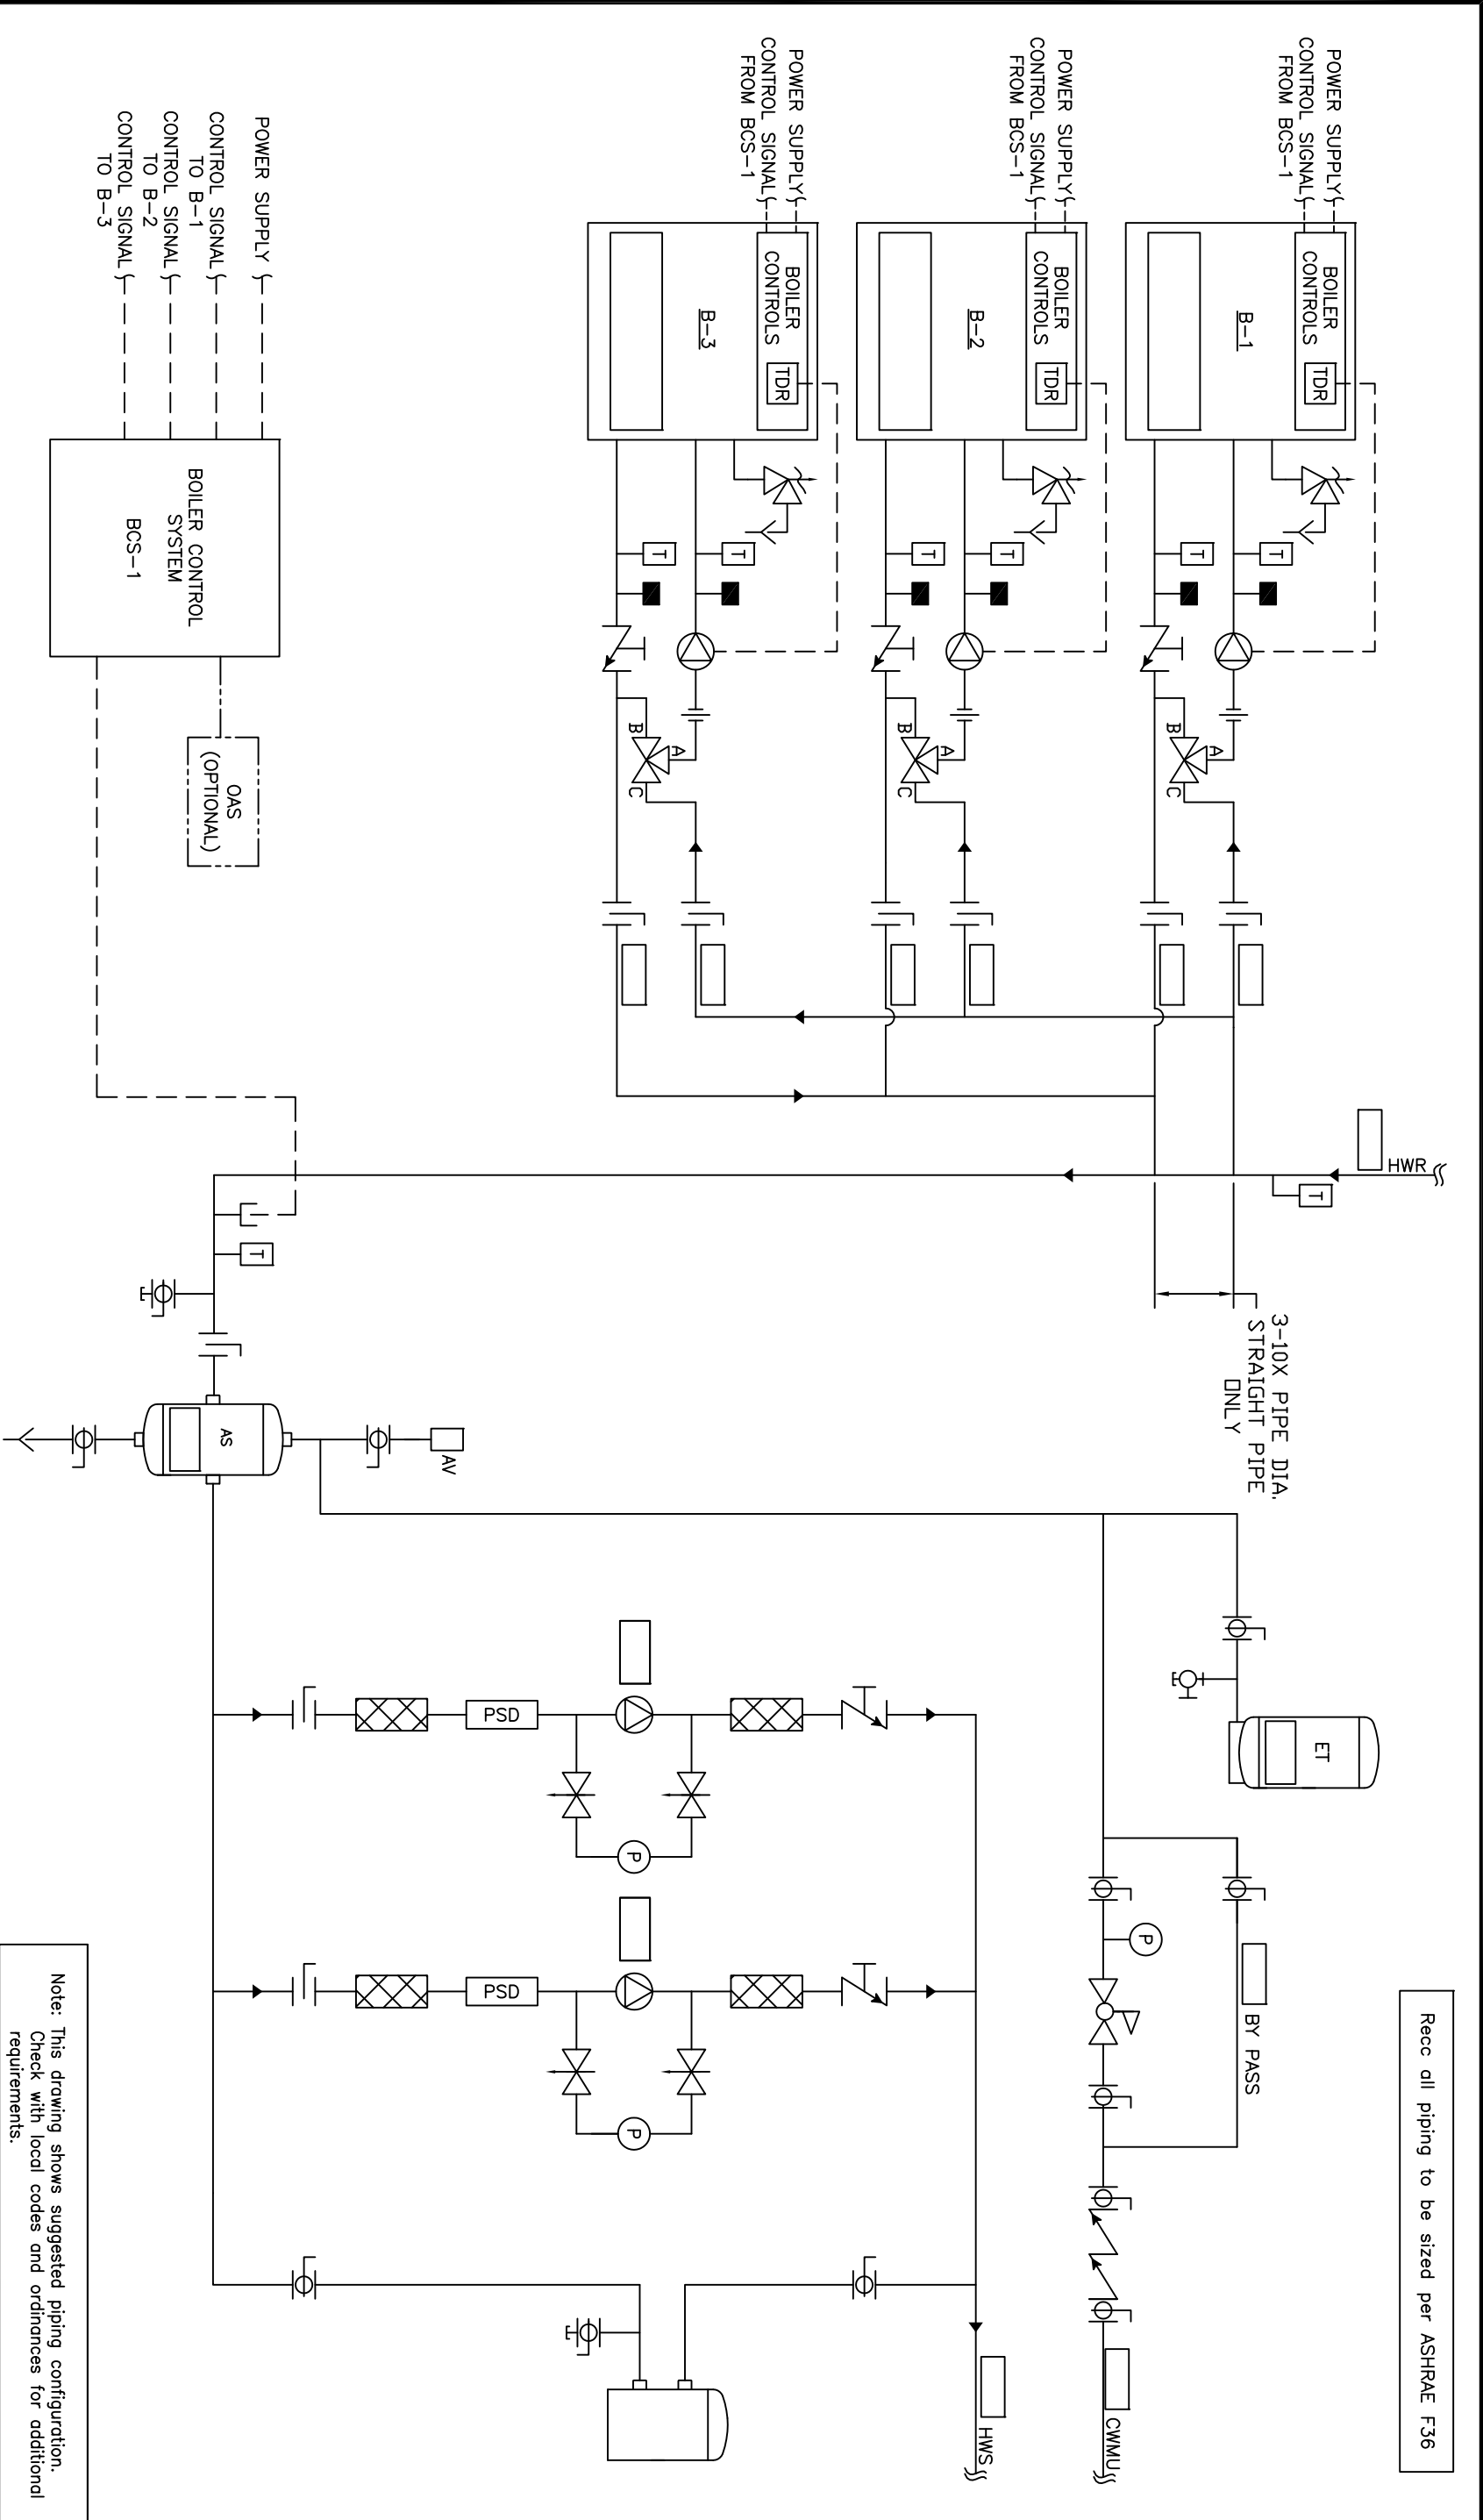 Recc all piping to be sized per ASHRAE F36
POWER SUPPLY
CONTROL SIGNAL
FROM BCS-1
BOILER
CONTROLS
TDR
B-1
T
T
A
B
C
POWER SUPPLY
CONTROL SIGNAL
FROM BCS-1
BOILER
CONTROLS
TDR
B-2
T
T
A
B
C
POWER SUPPLY
CONTROL SIGNAL
FROM BCS-1
BOILER
CONTROLS
TDR
B-3
T
T
A
B
C
HWR
T
3-10X PIPE DIA.
STRAIGHT PIPE
ONLY
ET
P
BY PASS
CWMU
HWS
POWER SUPPLY
CONTROL SIGNAL
TO B-1
CONTROL SIGNAL
TO B-2
CONTROL SIGNAL
TO B-3
BOILER CONTROL
SYSTEM
BCS-1
OAS
(OPTIONAL)
T
AS
AV
PSD
P
PSD
P
Note: This drawing shows suggested piping configuration.
Check with local codes and ordinances for additional
requirements.